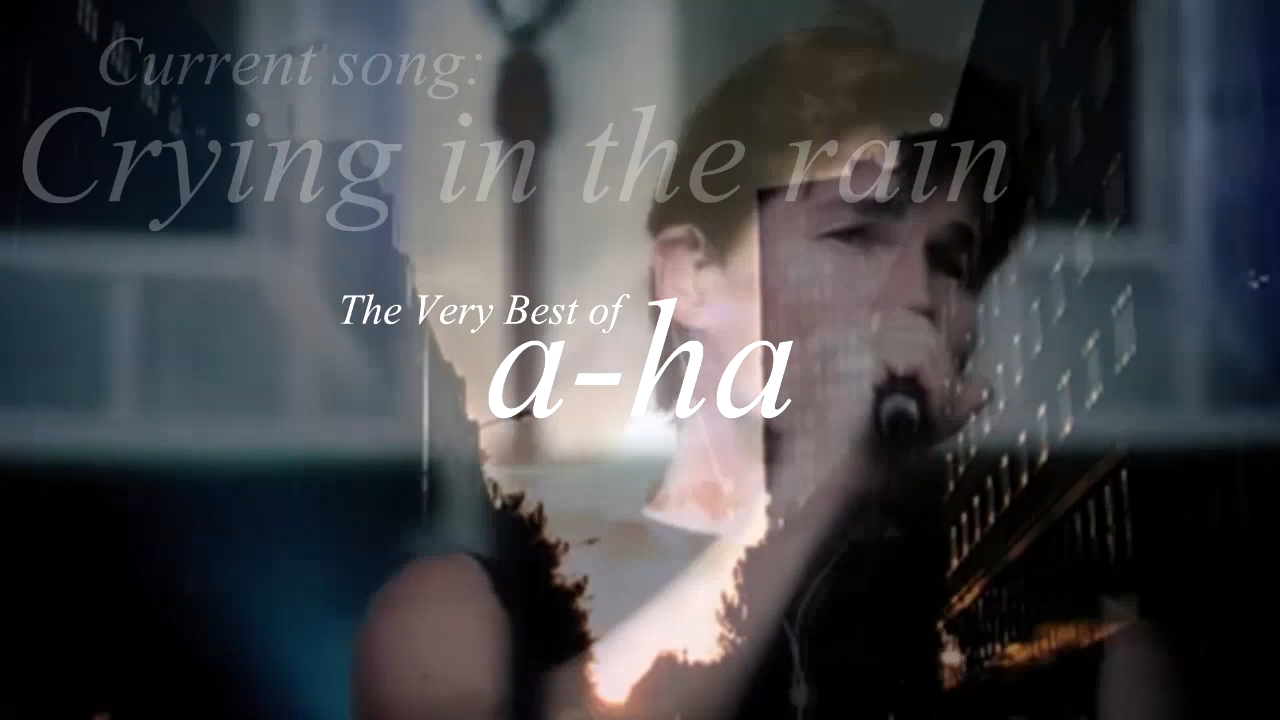 Current song:
Crying in the rain
The Very Best of
a-ha